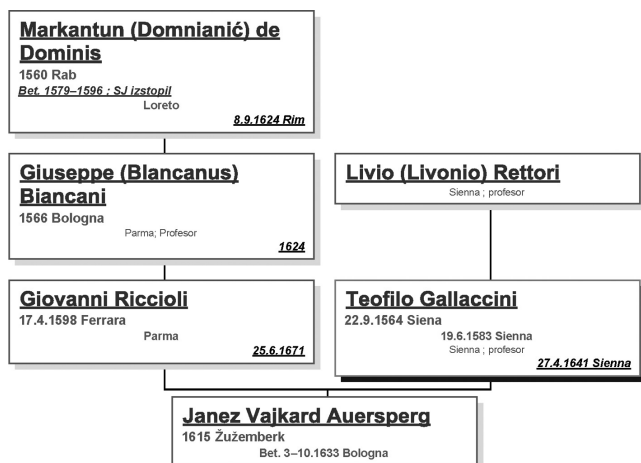 Markantun (Domnianić) de
Dominis
1560 Rab
Bet. 1579–1596 : SJ izstopil
Loreto
8.9.1624 Rim
Giuseppe (Blancanus)
Biancani
1566 Bologna
Parma; Profesor
1624
Livio (Livonio) Rettori
Sienna ; profesor
Giovanni Riccioli
17.4.1598 Ferrara
Parma
25.6.1671
Teofilo Gallaccini
22.9.1564 Siena
19.6.1583 Sienna
Sienna ; profesor
27.4.1641 Sienna
Janez Vajkard Auersperg
1615 Žužemberk
Bet. 3–10.1633 Bologna